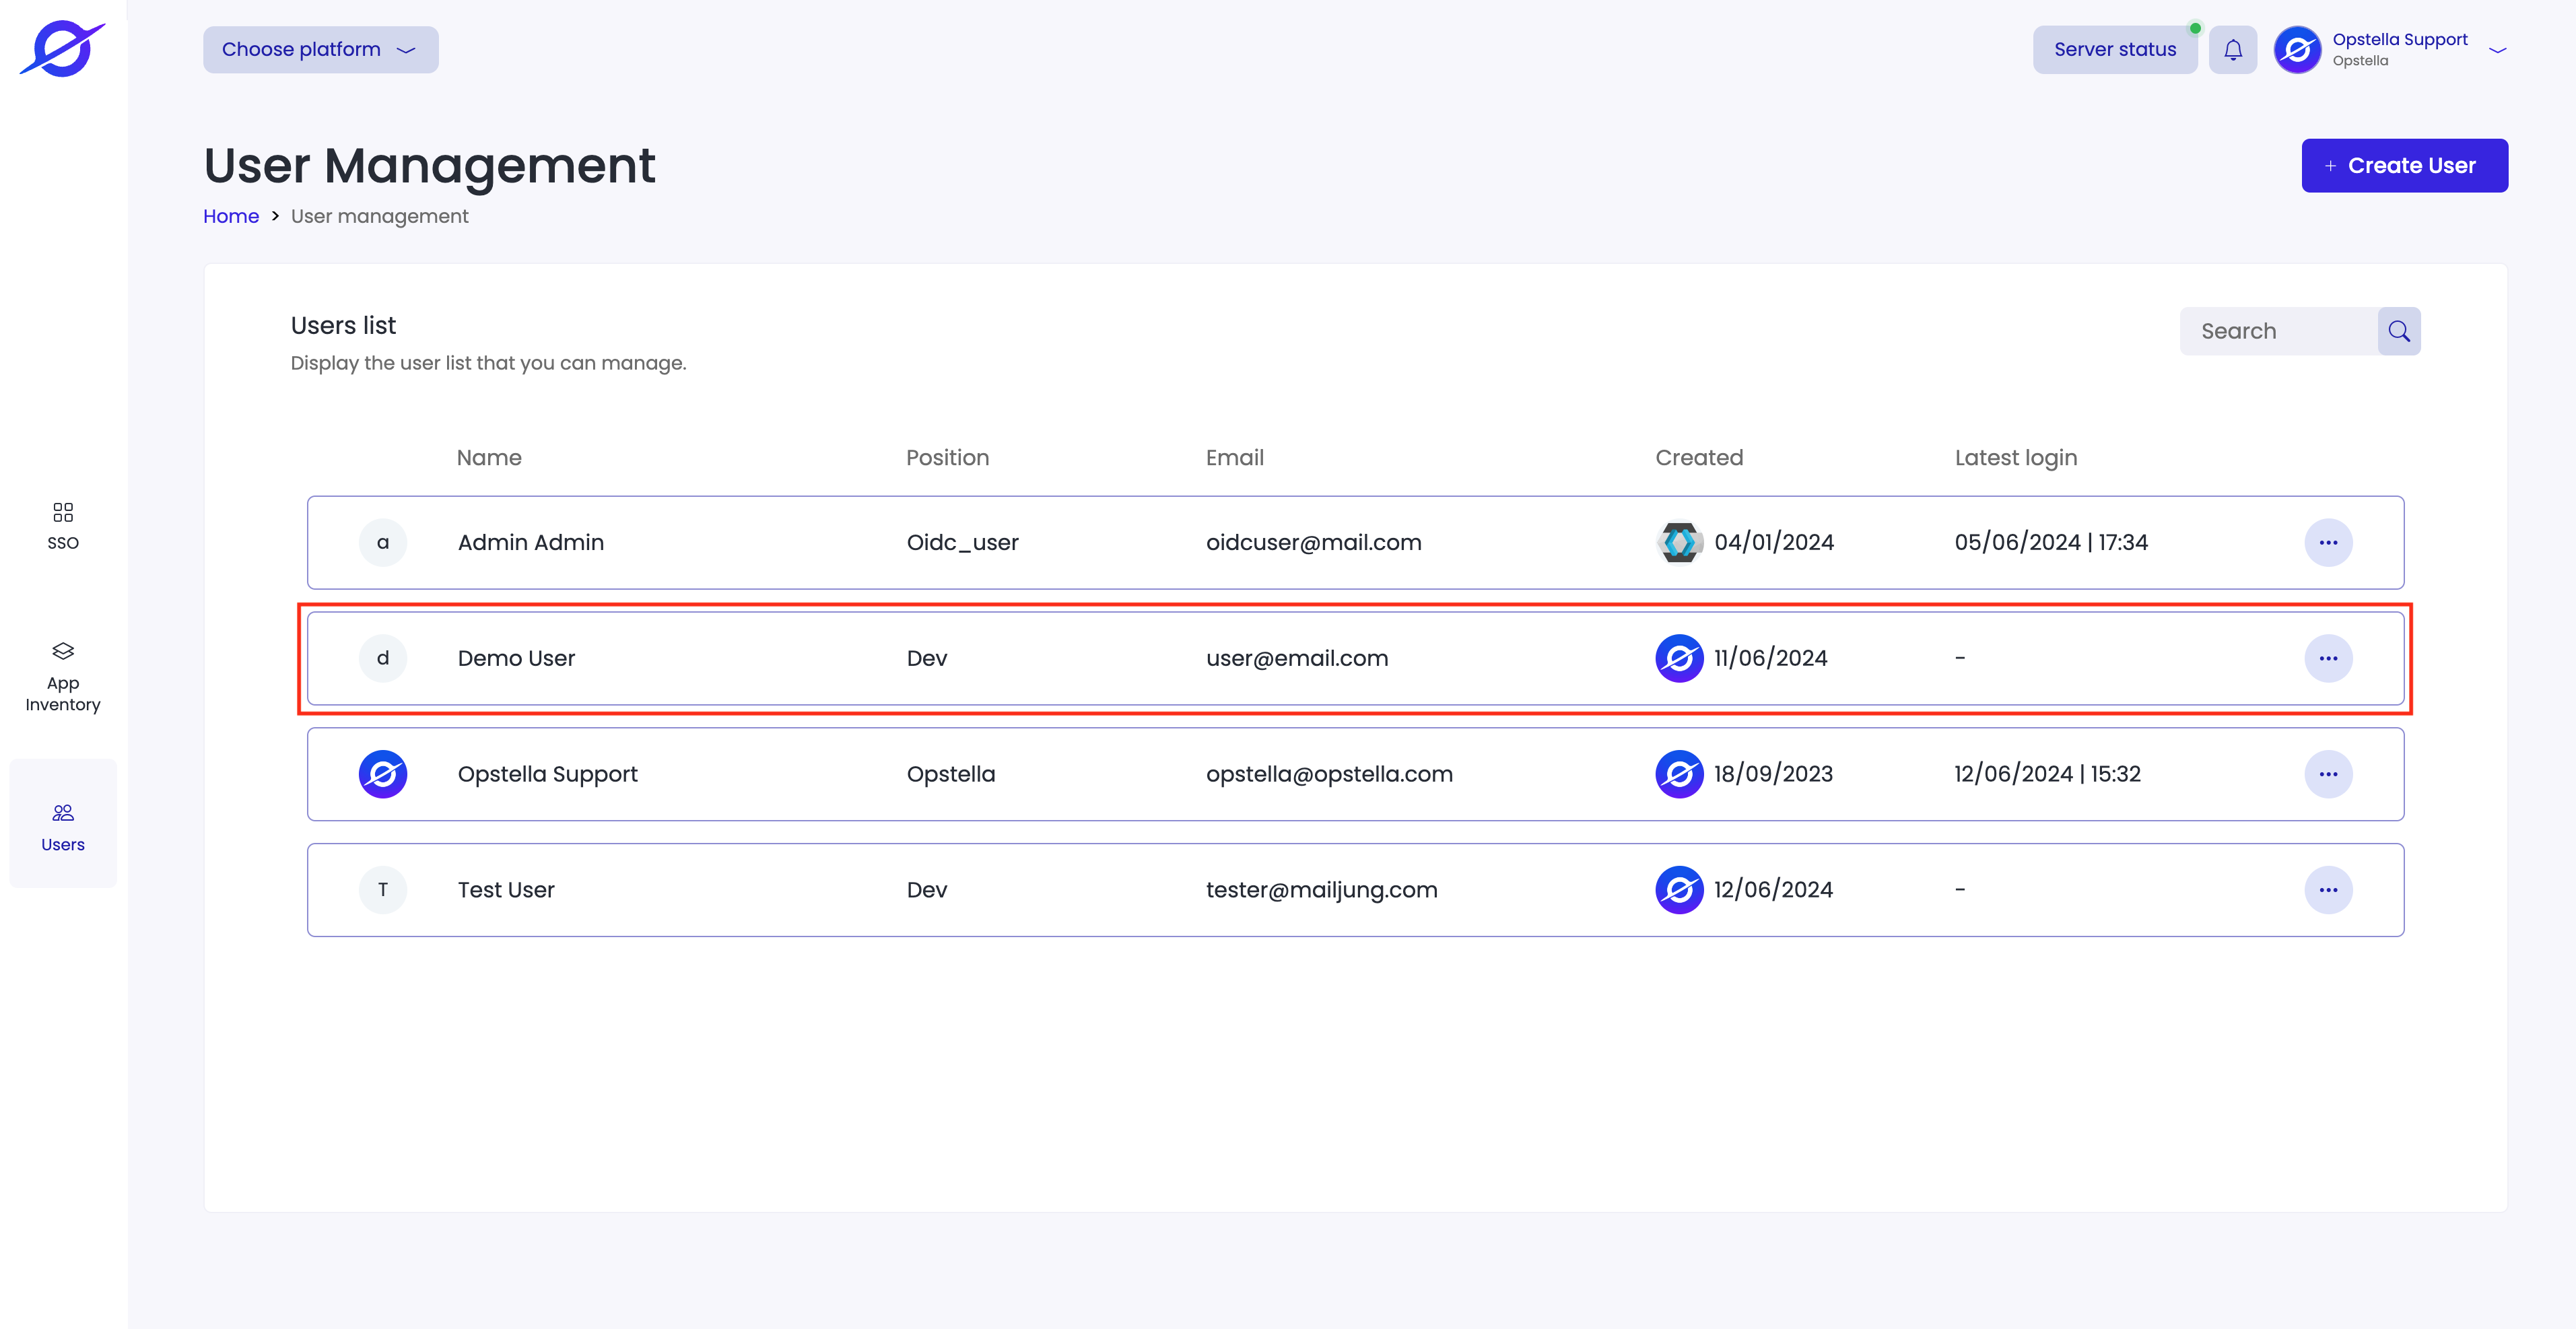 Choose platform
Server status
Opstella Support
Opstella
User Management
+ Create User
Home > User management
Users list
Display the user list that you can manage.
Search
Name Position Email Created Latest login
a Admin Admin Oidc_user oidcuser@mail.com 04/01/2024 05/06/2024 | 17:34
d Demo User Dev user@email.com 11/06/2024 -
Opstella Support Opstella opstella@opstella.com 18/09/2023 12/06/2024 | 15:32
T Test User Dev tester@mailjung.com 12/06/2024 -
SSO
App
Inventory
Users